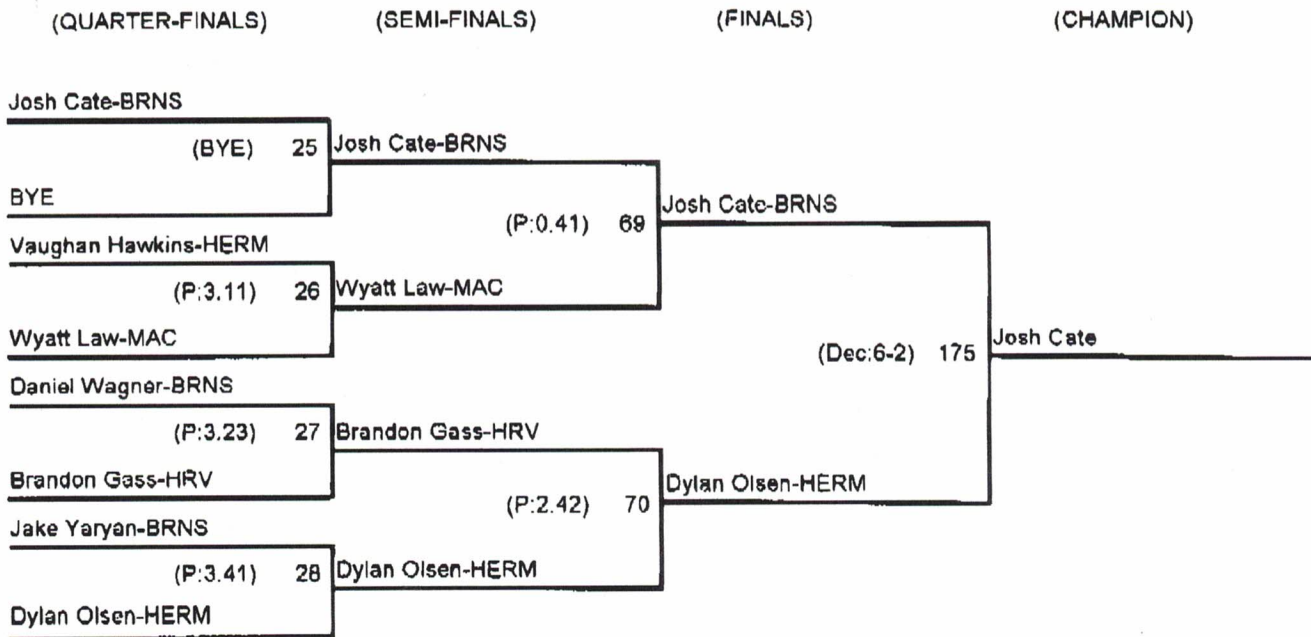 (QUARTER-FINALS) (SEMI-FINALS) (FINALS) (CHAMPION)
Josh Cate-BRNS
(BYE) 25 Josh Cate-BRNS
BYE
(P:0.41) 69 Josh Cate-BRNS
Vaughan Hawkins-HERM
(P:3.11) 26 Wyatt Law-MAC
Wyatt Law-MAC
(Dec:6-2) 175 Josh Cate
Daniel Wagner-BRNS
(P:3.23) 27 Brandon Gass-HRV
Brandon Gass-HRV
(P:2.42) 70 Dylan Olsen-HERM
Jake Yaryan-BRNS
(P:3.41) 28 Dylan Olsen-HERM
Dylan Olsen-HERM